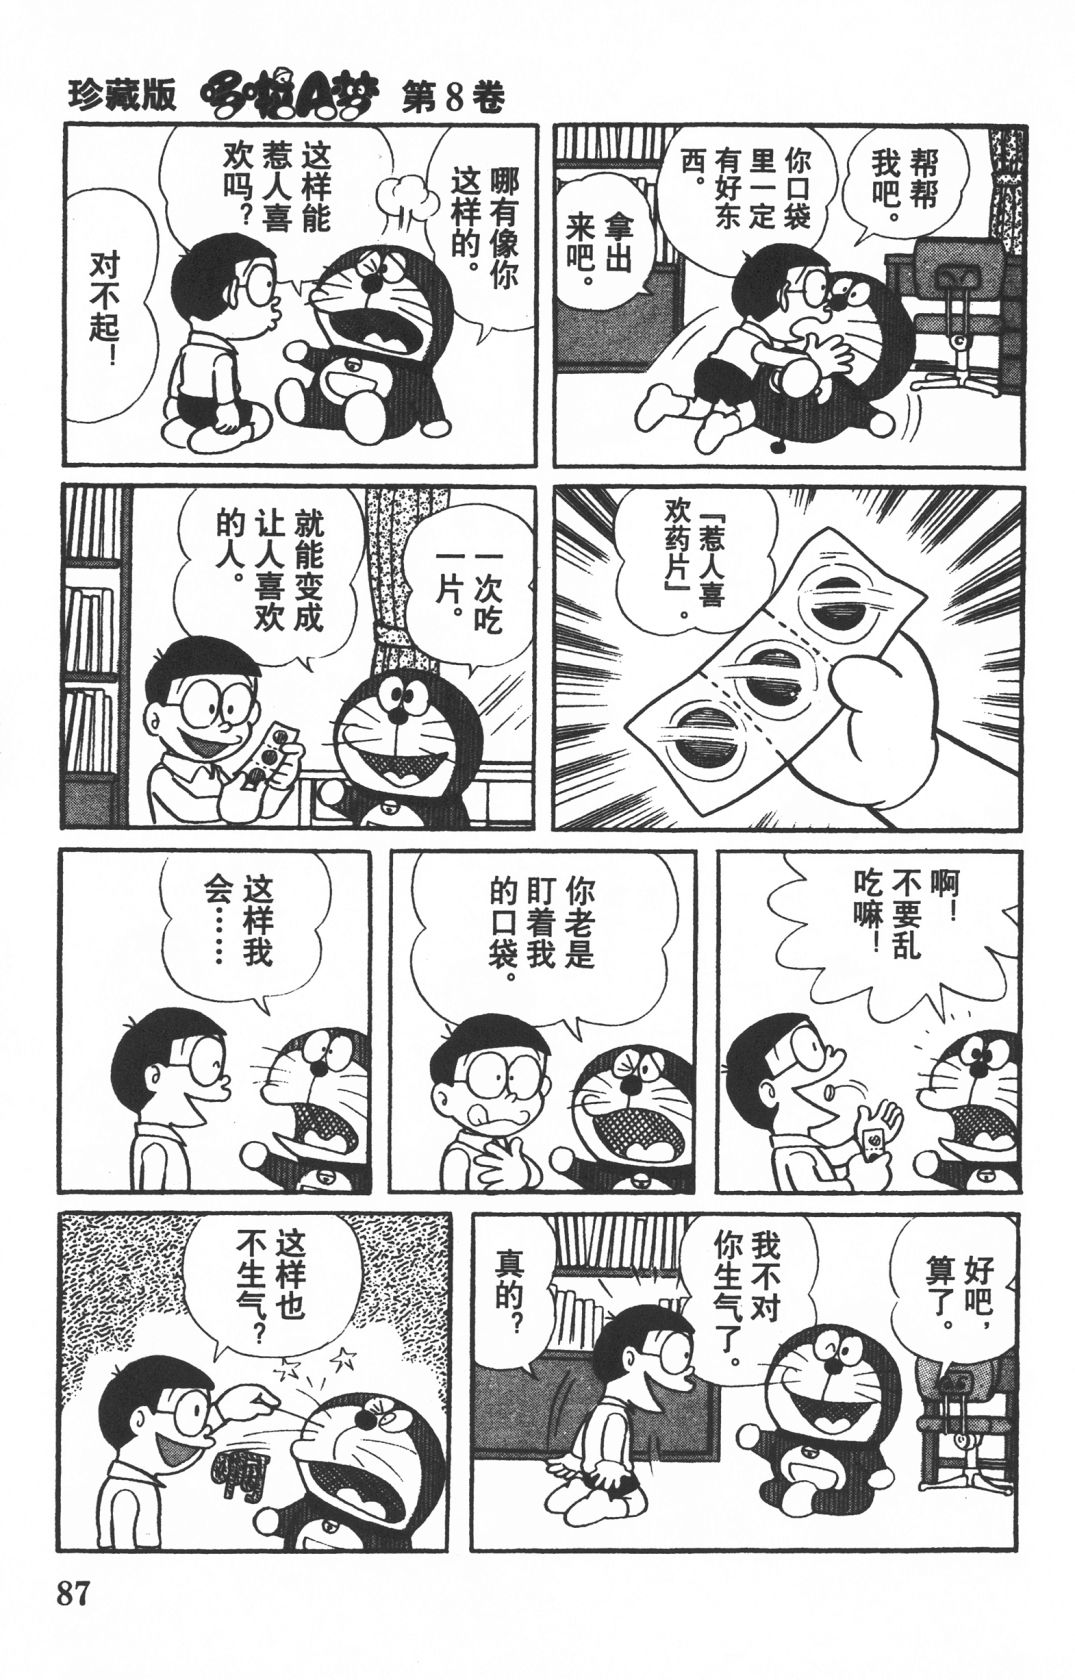 珍藏版 哆啦A梦 第8卷
帮帮
我吧。
你口袋
里一定
有好东
西。
拿出
来吧。
哪有像你
这样的。
这样能
惹人喜
欢吗？
对不起！
『惹人喜
欢药片』。
一次吃
一片。
就能变成
让人喜欢
的人。
啊！
不要乱
吃嘛！
你老是
盯着我
的口袋。
这样我
会……
好吧，
算了。
我不对
你生气了。
真的？
这样也
不生气？
啊
87